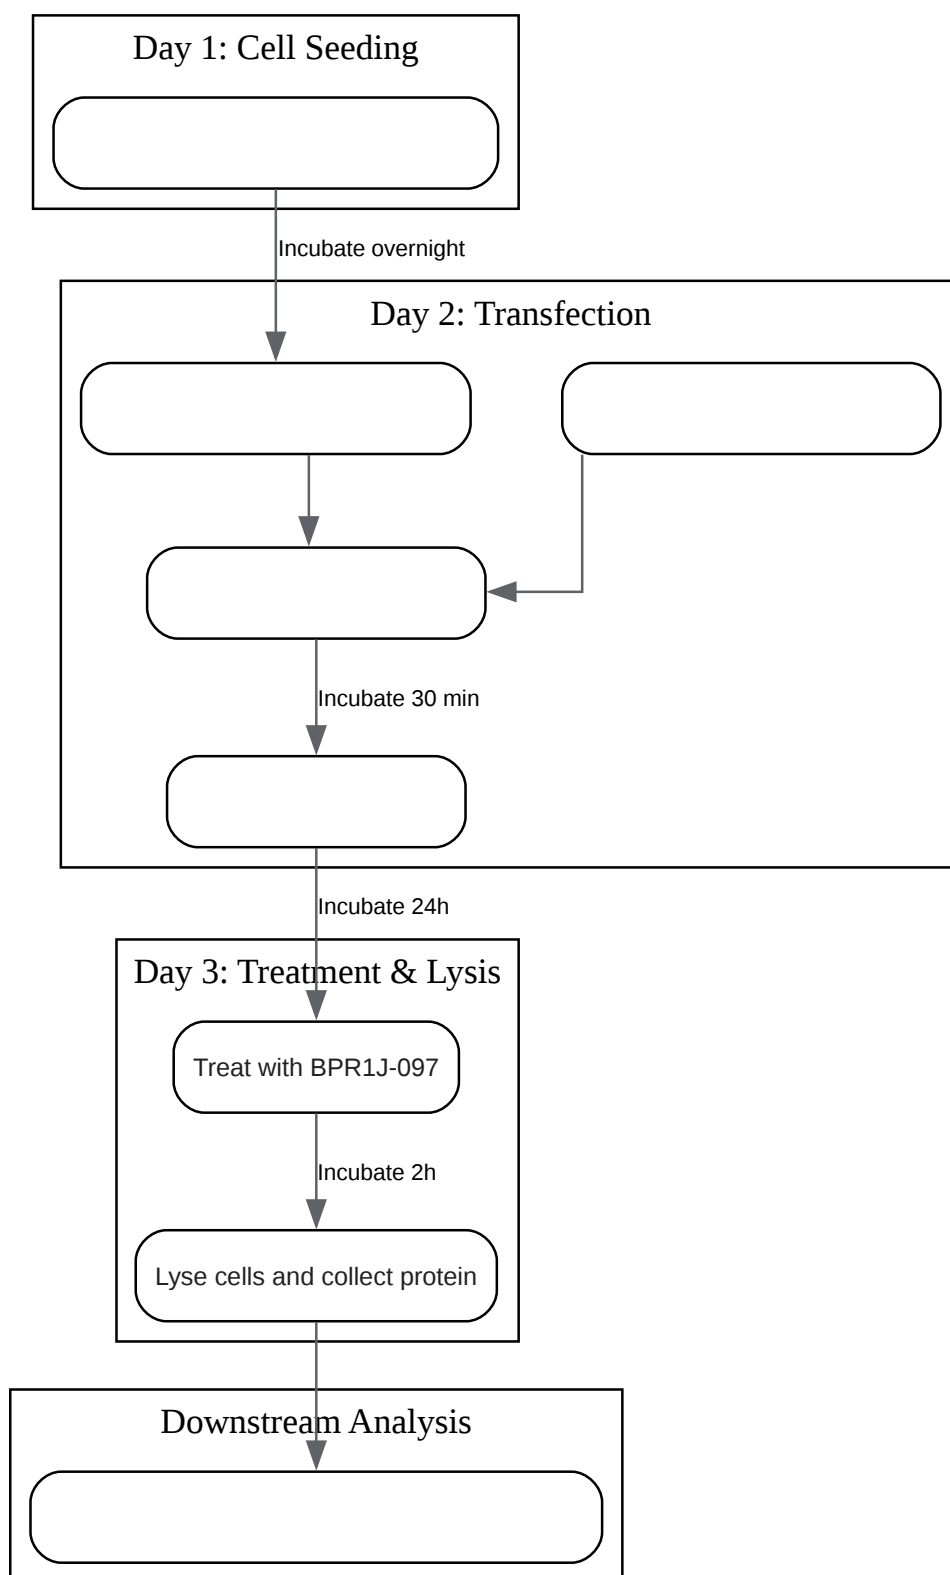 Day 1: Cell Seeding
Incubate overnight
Day 2: Transfection
Incubate 30 min
Incubate 24h
Day 3: Treatment & Lysis
Treat with BPR1J-097
Incubate 2h
Lyse cells and collect protein
Downstream Analysis